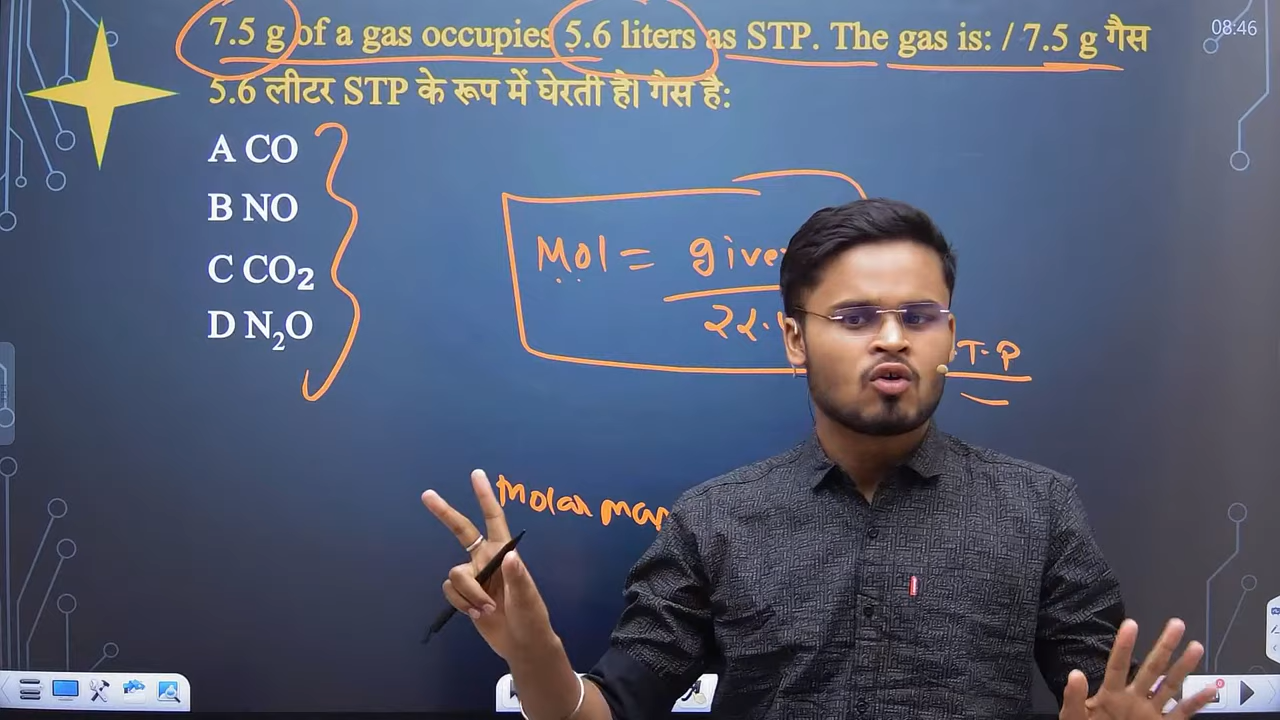 7.5 g of a gas occupies 5.6 liters as STP. The gas is: / 7.5 g गैस
5.6 लीटर STP के रूप में घेरती है। गैस है:
08:46
A CO
B NO
C CO₂
D N₂O
Mol = give
22.
.T.P
Molar